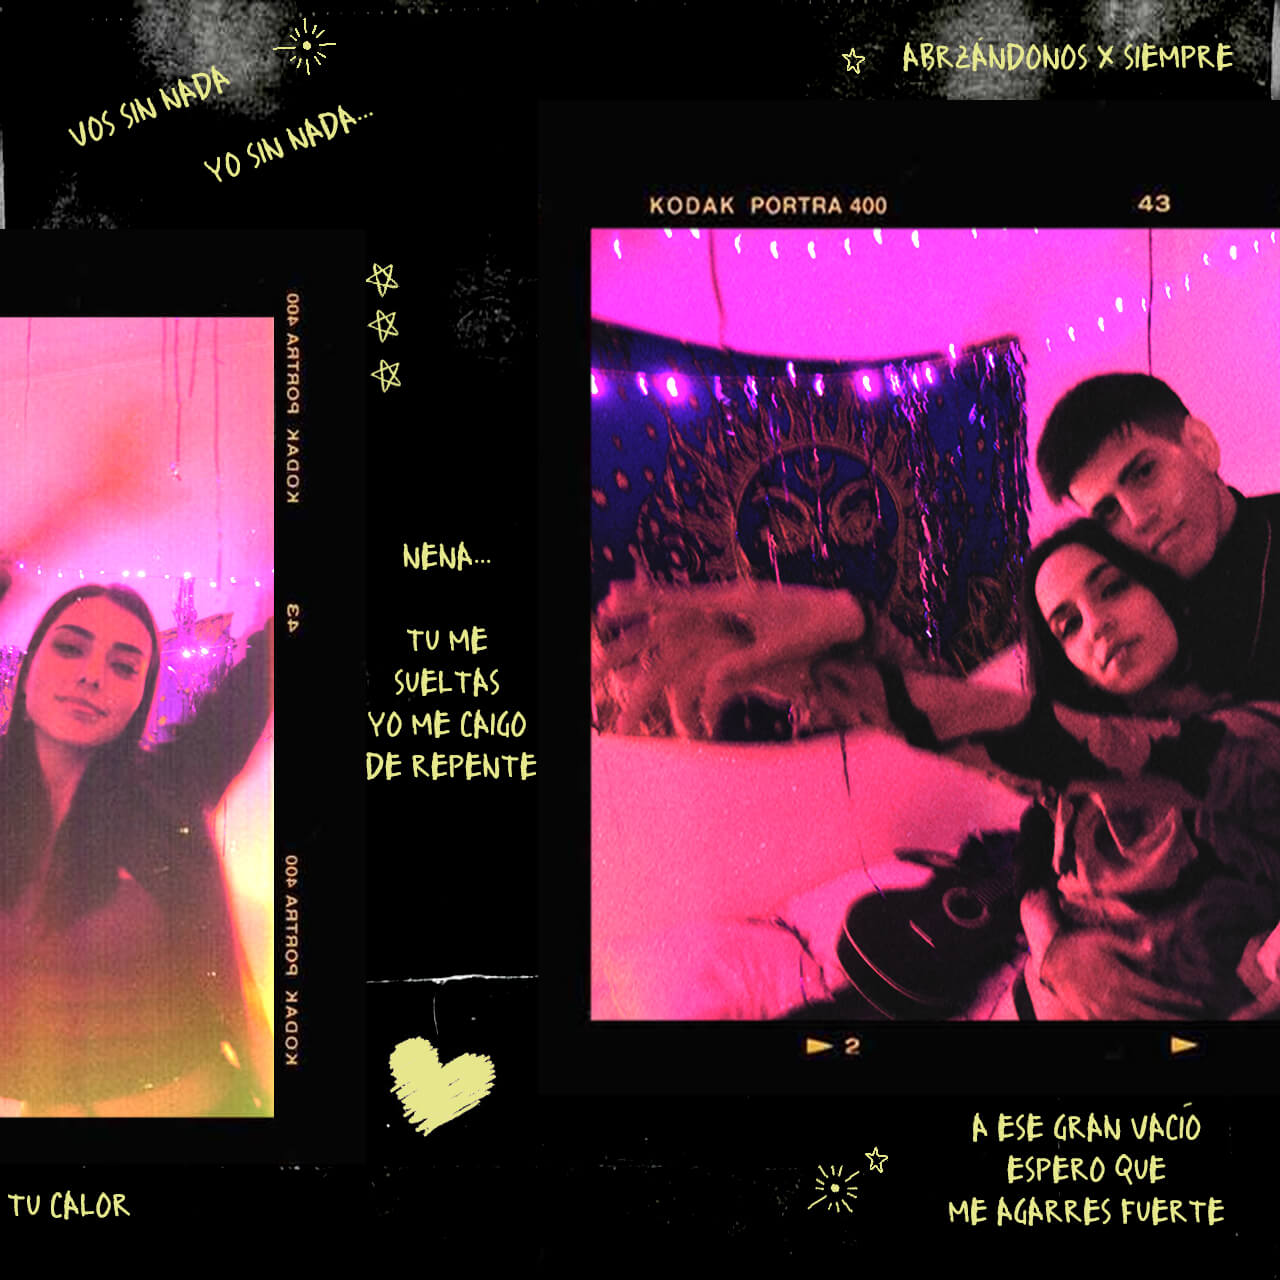 VOS SIN NADA
YO SIN NADA...
ABRZÁNDONOS X SIEMPRE
KODAK PORTRA 400
43
KODAK PORTRA 400
43
KODAK PORTRA 400
NENA...
TU ME
SUELTAS
YO ME CAIGO
DE REPENTE
2
TU CALOR
A ESE GRAN VACIÓ
ESPERO QUE
ME AGARRES FUERTE